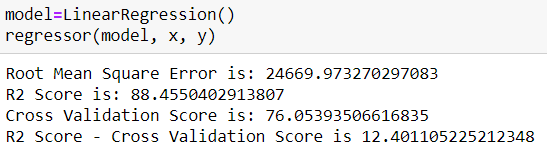 model=LinearRegression()
regressor(model, x, y)
Root Mean Square Error is: 24669.973270297083
R2 Score is: 88.4550402913807
Cross Validation Score is: 76.05393506616835
R2 Score - Cross Validation Score is 12.401105225212348